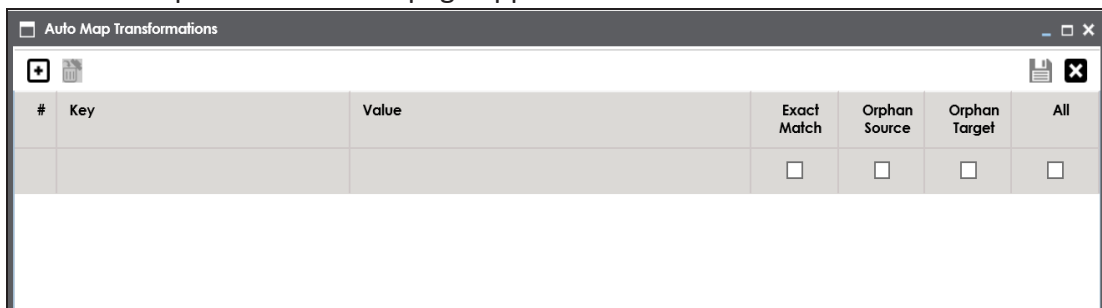 Auto Map Transformations
# Key Value Exact Match Orphan Source Orphan Target All